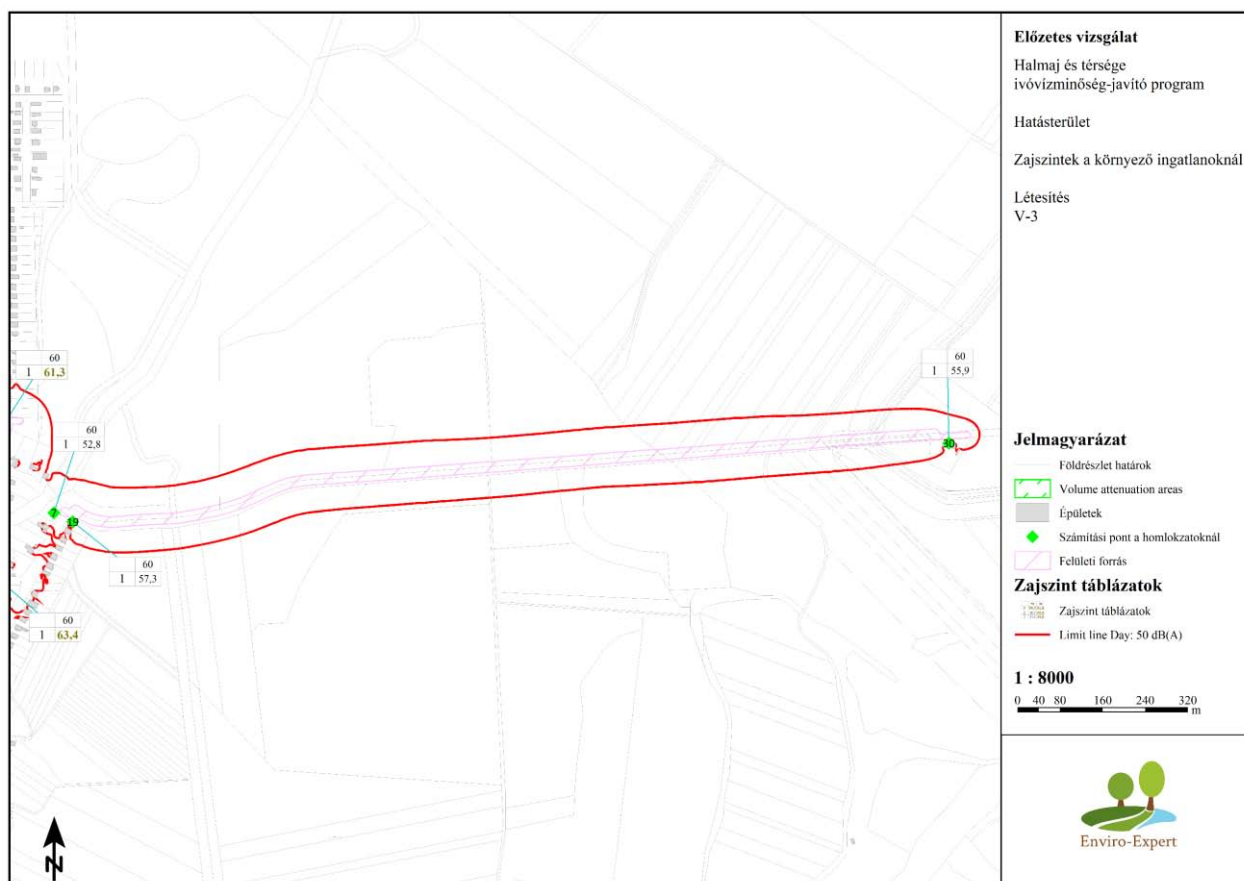 Előzetes vizsgálat
Halmaj és térsége
ivóvízminőség-javító program
Hatásterület
Zajszintek a környező ingatlanoknál
Létesítés
V-3
60
1 61,3
60
1 52,8
60
1 55,9
30
7
19
60
1 57,3
60
1 63,4
N
Jelmagyarázat
Földrészlet határok
Volume attenuation areas
Épületek
Számítási pont a homlokzatoknál
Felületi forrás
Zajszint táblázatok
Zajszint táblázatok
Limit line Day: 50 dB(A)
1 : 8000
0 40 80 160 240 320
m
Enviro-Expert